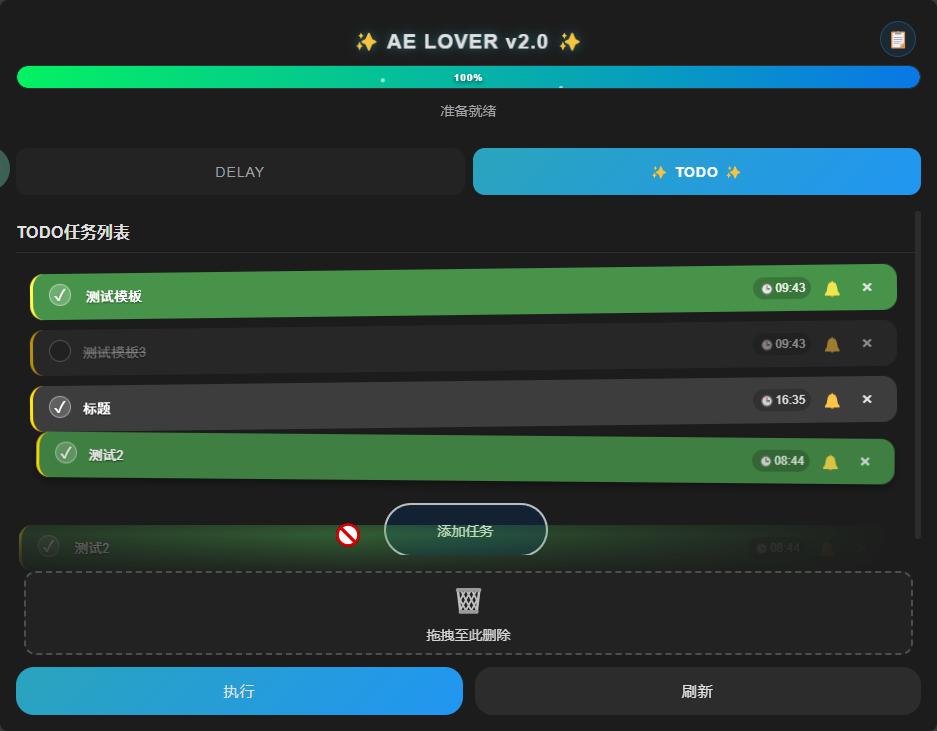 ✨ AE LOVER v2.0 ✨
100%
准备就绪
DELAY
✨ TODO ✨
TODO任务列表
测试模板 09:43
测试模板3 09:43
标题 16:35
测试2 08:44
添加任务
测试2 08:44
拖拽至此删除
执行
刷新